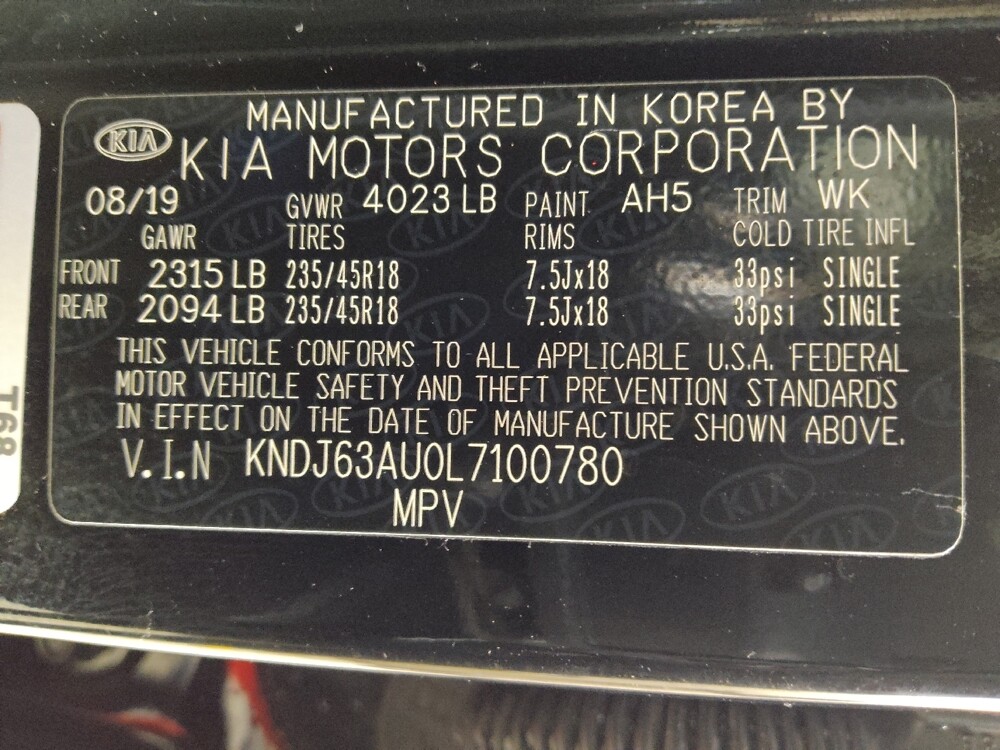 MANUFACTURED IN KOREA BY
KIA
KIA MOTORS CORPORATION
08/19 GVWR 4023 LB PAINT AH5 TRIM WK
GAWR TIRES RIMS COLD TIRE INFL
FRONT 2315 LB 235/45R18 7.5Jx18 33psi SINGLE
REAR 2094 LB 235/45R18 7.5Jx18 33psi SINGLE
THIS VEHICLE CONFORMS TO ALL APPLICABLE U.S.A. FEDERAL
MOTOR VEHICLE SAFETY AND THEFT PREVENTION STANDARDS
IN EFFECT ON THE DATE OF MANUFACTURE SHOWN ABOVE.
V.I.N KNDJ63AU0L7100780
MPV
T68